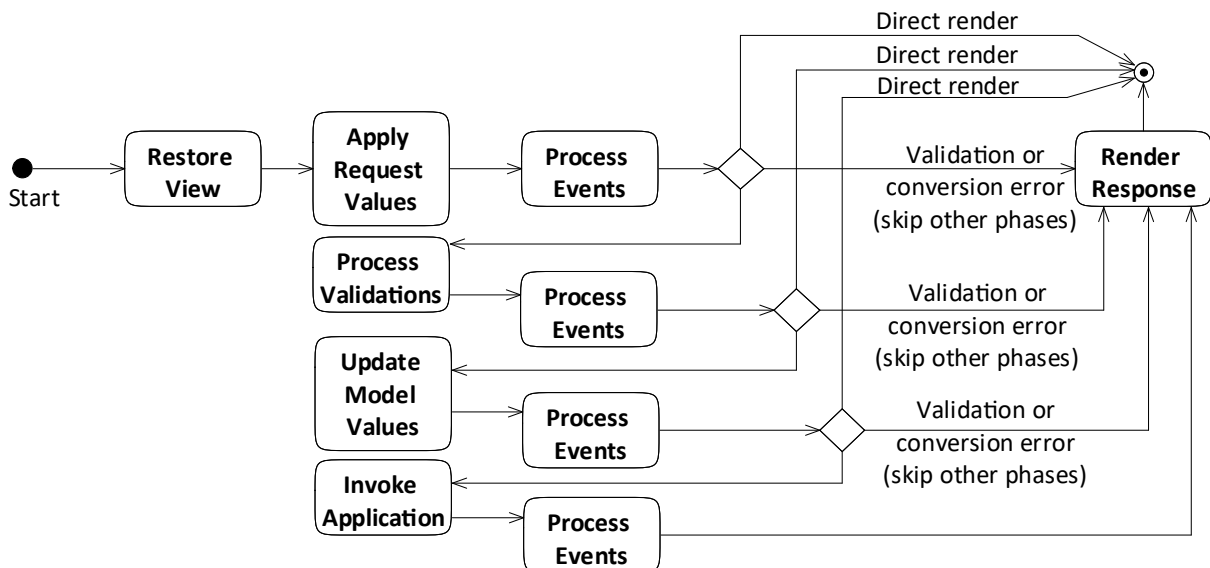 Direct render
Direct render
Direct render
Start
Restore
View
Apply
Request
Values
Process
Events
Validation or
conversion error
(skip other phases)
Render
Response
Process
Validations
Process
Events
Validation or
conversion error
(skip other phases)
Update
Model
Values
Process
Events
Validation or
conversion error
(skip other phases)
Invoke
Application
Process
Events